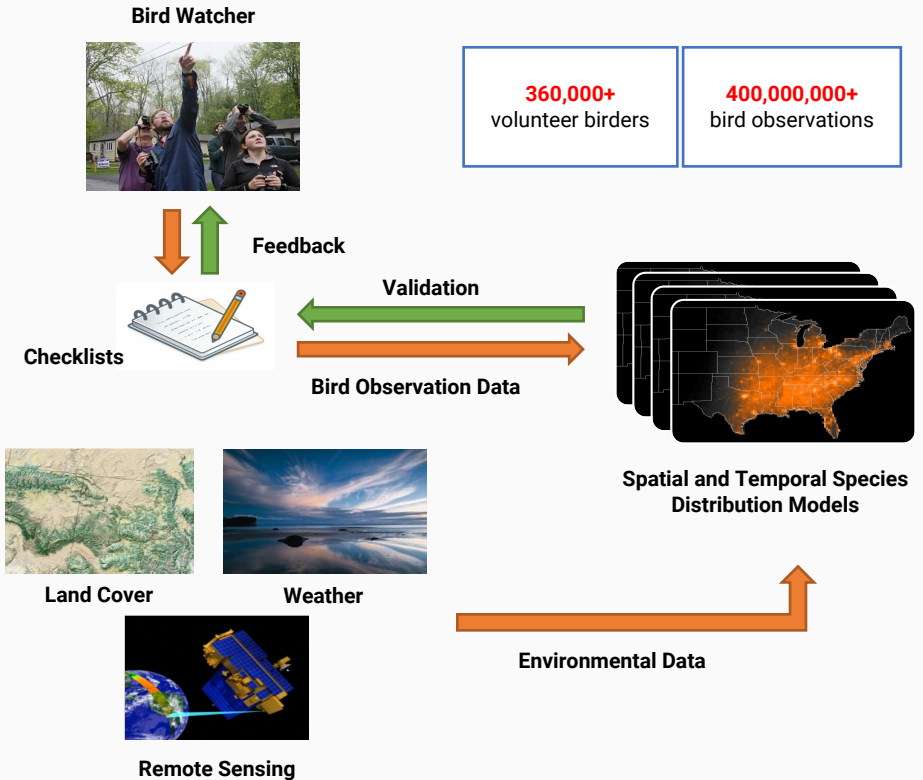 Bird Watcher
360,000+
volunteer birders
400,000,000+
bird observations
Feedback
Validation
Checklists
Bird Observation Data
Spatial and Temporal Species
Distribution Models
Land Cover
Weather
Environmental Data
Remote Sensing